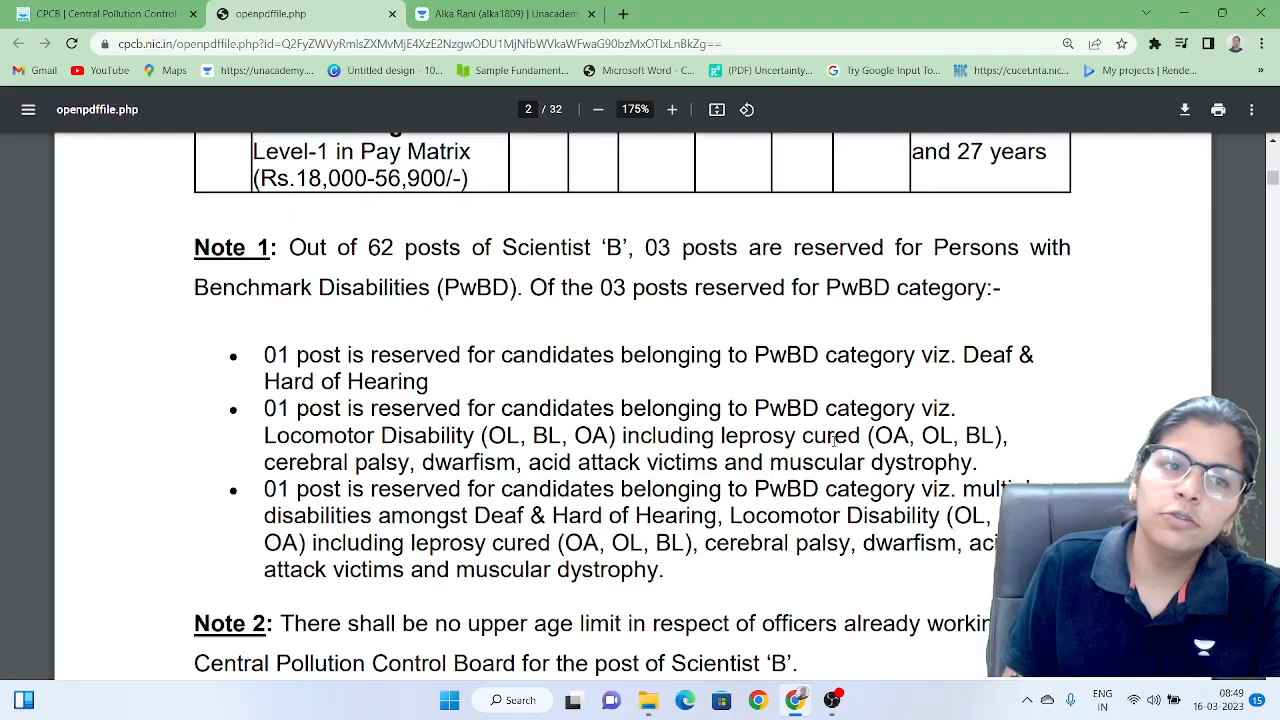 CPCB | Central Pollution Control
openpdffile.php
Alka Rani (alka1809) | Unacadem
cpcb.nic.in/openpdffile.php?id=Q2FyZWVyRmlsZXMvMjE4XzE2NzgwODU1MjNfbWVkaWFwaG90bzMxOTIxLnBkZg==
Gmail YouTube Maps https://unacademy... Untitled design - 10... Sample Fundament... Microsoft Word - C... (PDF) Uncertainty... Try Google Input To... https://cucet.nta.nic... My projects | Rende... »
openpdffile.php 2 / 32 175%
Level-1 in Pay Matrix and 27 years
(Rs.18,000-56,900/-)
Note 1: Out of 62 posts of Scientist ‘B’, 03 posts are reserved for Persons with
Benchmark Disabilities (PwBD). Of the 03 posts reserved for PwBD category:-
• 01 post is reserved for candidates belonging to PwBD category viz. Deaf &
Hard of Hearing
• 01 post is reserved for candidates belonging to PwBD category viz.
Locomotor Disability (OL, BL, OA) including leprosy cured (OA, OL, BL),
cerebral palsy, dwarfism, acid attack victims and muscular dystrophy.
• 01 post is reserved for candidates belonging to PwBD category viz.
disabilities amongst Deaf & Hard of Hearing, Locomotor Disability (OL,
OA) including leprosy cured (OA, OL, BL), cerebral palsy, dwarfism,
attack victims and muscular dystrophy.
Note 2: There shall be no upper age limit in respect of officers already
Central Pollution Control Board for the post of Scientist ‘B’.
Search ENG 08:49
IN 16-03-2023 15